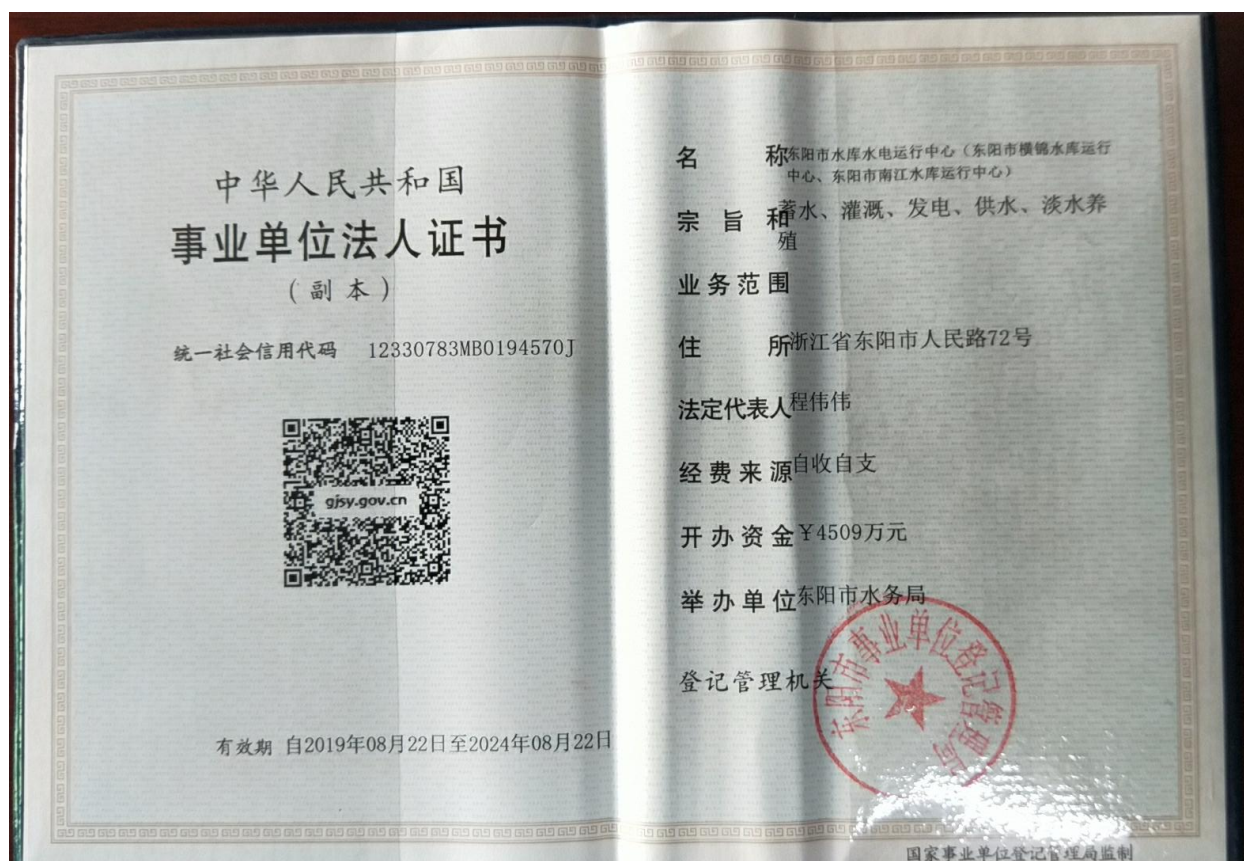 中华人民共和国
事业单位法人证书
（副本）
统一社会信用代码 12330783MB0194570J
gjsy.gov.cn
有效期 自2019年08月22日至2024年08月22日
名称 东阳市水库水电运行中心（东阳市横锦水库运行
中心、东阳市南江水库运行中心）
宗旨和 蓄水、灌溉、发电、供水、淡水养
殖
业务范围
住所 浙江省东阳市人民路72号
法定代表人 程伟伟
经费来源 自收自支
开办资金 ¥4509万元
举办单位 东阳市水务局
登记管理机关
东阳市事业单位登记管理局
国家事业单位登记管理局监制